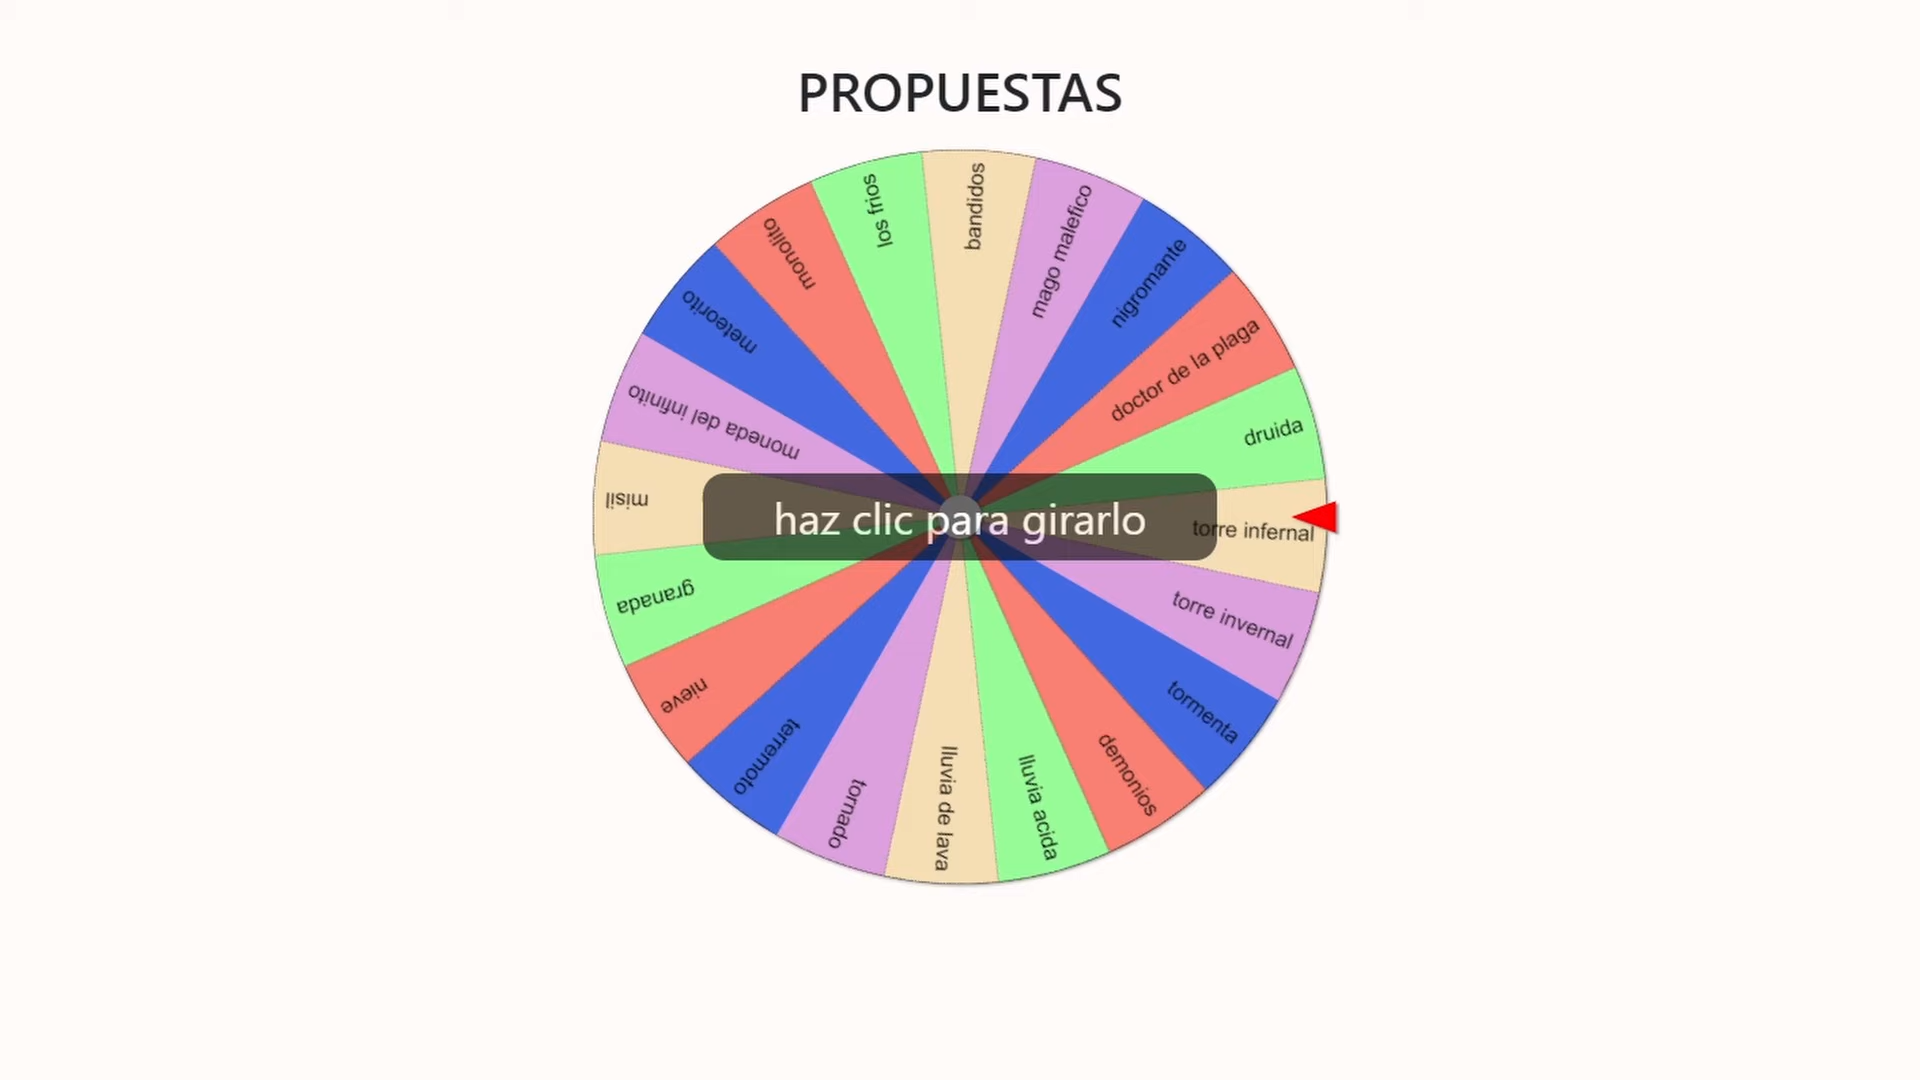 PROPUESTAS
bandidos
mago malefico
nigromante
doctor de la plaga
druida
torre infernal
torre invernal
tormenta
demonios
lluvia acida
lluvia de lava
tornado
terremoto
nieve
granada
misil
moneda del infinito
meteorito
monolito
los frios
haz clic para girarlo